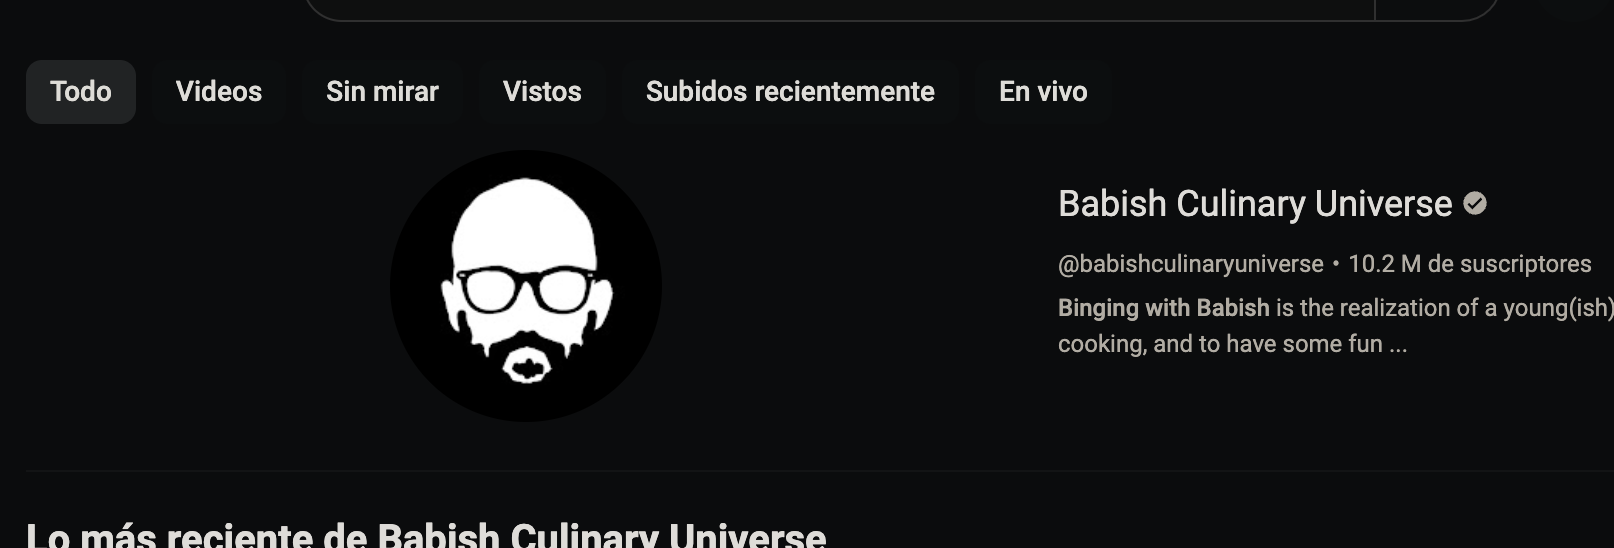 Todo Videos Sin mirar Vistos Subidos recientemente En vivo
Babish Culinary Universe
@babishculinaryuniverse • 10.2 M de suscriptores
Binging with Babish is the realization of a young(ish)
cooking, and to have some fun ...
Lo más reciente de Babish Culinary Universe